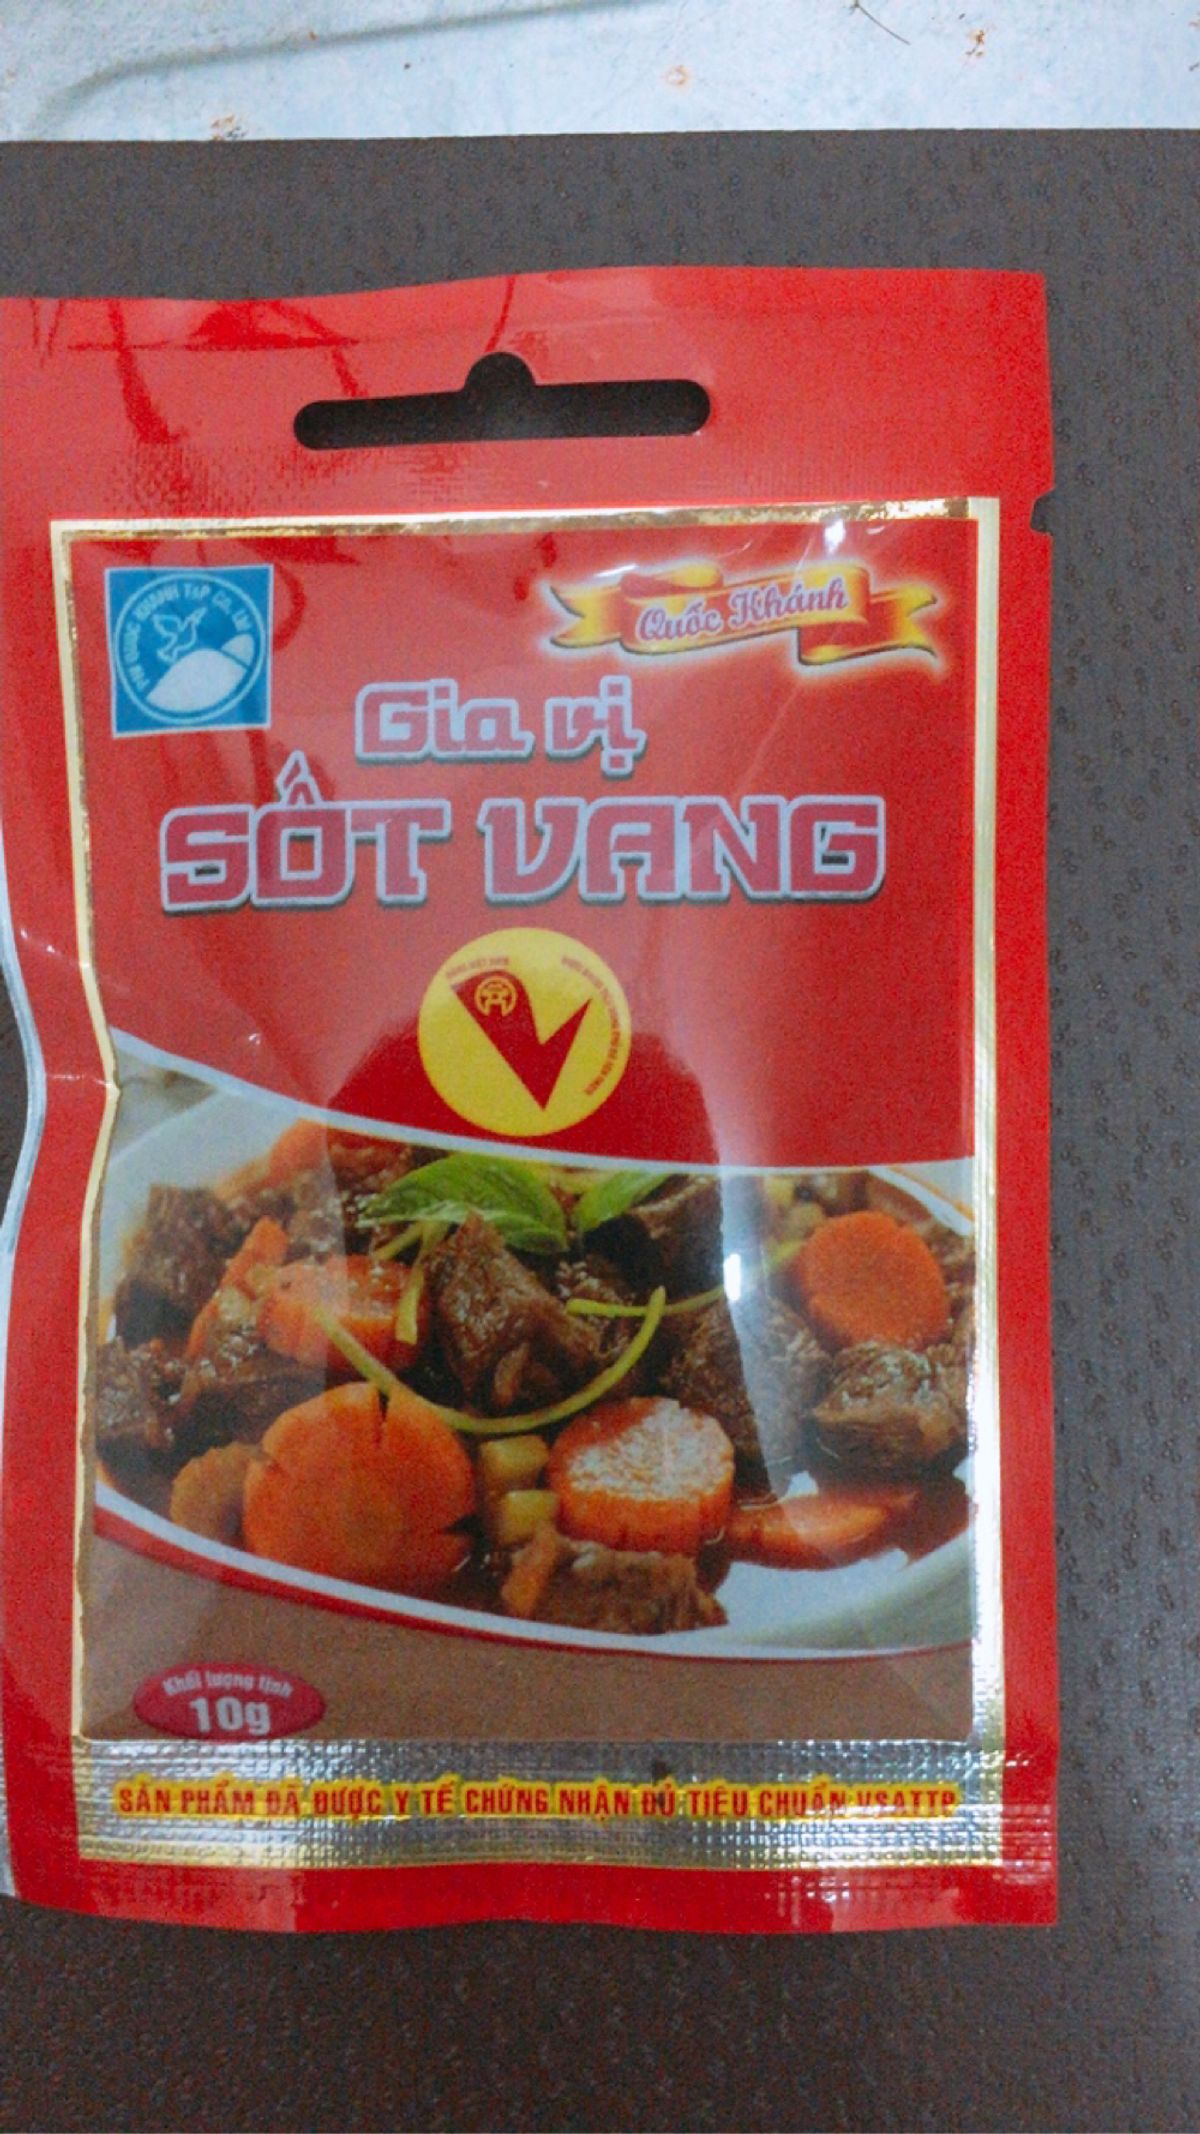 Quốc Khánh
Gia vị
SỐT VANG
Khối lượng tịnh
10g
SẢN PHẨM ĐÃ ĐƯỢC Y TẾ CHỨNG NHẬN ĐỦ TIÊU CHUẨN VSATTP